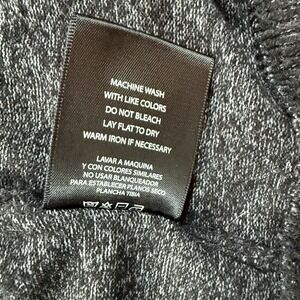 MACHINE WASH
WITH LIKE COLORS
DO NOT BLEACH
LAY FLAT TO DRY
WARM IRON IF NECESSARY
LAVAR A MAQUINA
Y CON COLORES SIMILARES
NO USAR BLANQUEADOR
PARA ESTABLECER PLANOS SECO
PLANCHA TIBIA